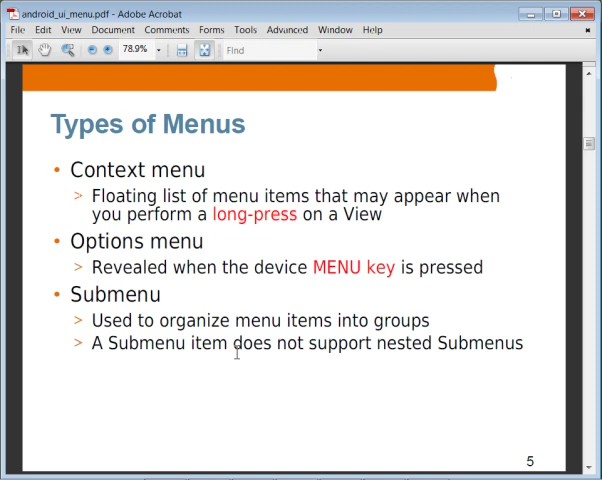 android_ui_menu.pdf - Adobe Acrobat
File Edit View Document Comments Forms Tools Advanced Window Help
78.9% Find
Types of Menus
• Context menu
> Floating list of menu items that may appear when
you perform a long-press on a View
• Options menu
> Revealed when the device MENU key is pressed
• Submenu
> Used to organize menu items into groups
> A Submenu item does not support nested Submenus
5